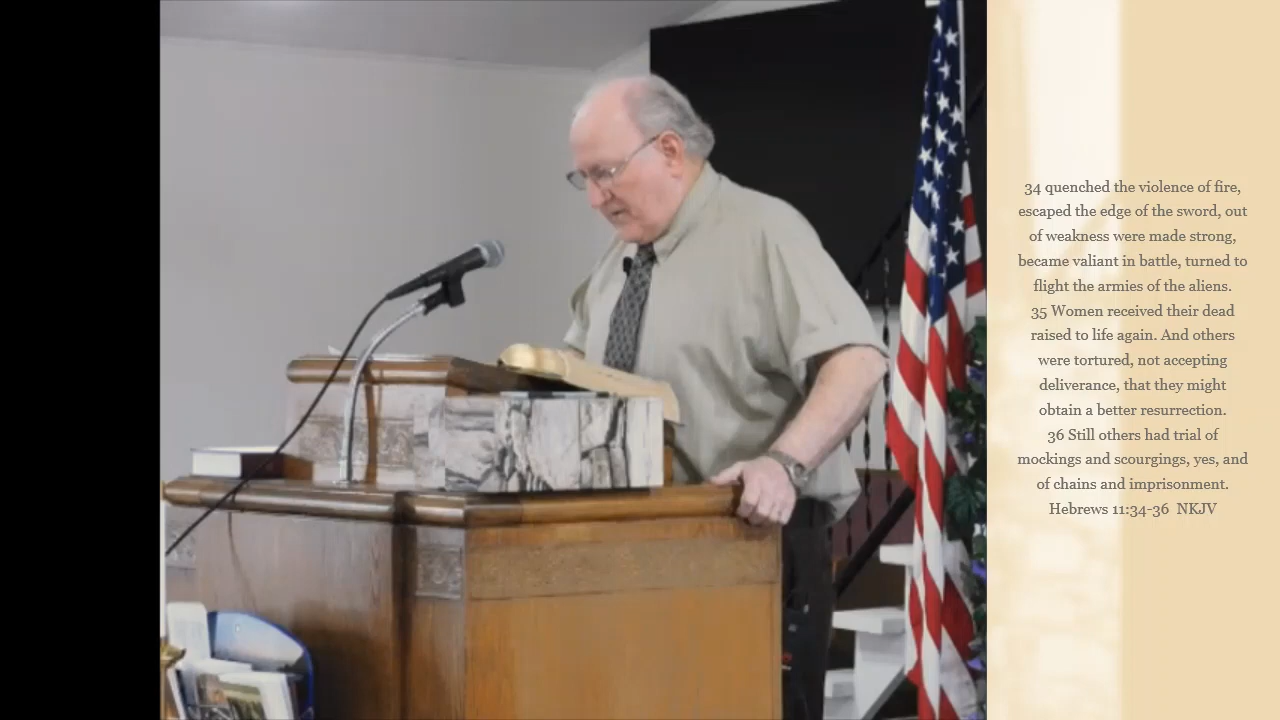 34 quenched the violence of fire,
escaped the edge of the sword, out
of weakness were made strong,
became valiant in battle, turned to
flight the armies of the aliens.
35 Women received their dead
raised to life again. And others
were tortured, not accepting
deliverance, that they might
obtain a better resurrection.
36 Still others had trial of
mockings and scourgings, yes, and
of chains and imprisonment.
Hebrews 11:34-36 NKJV